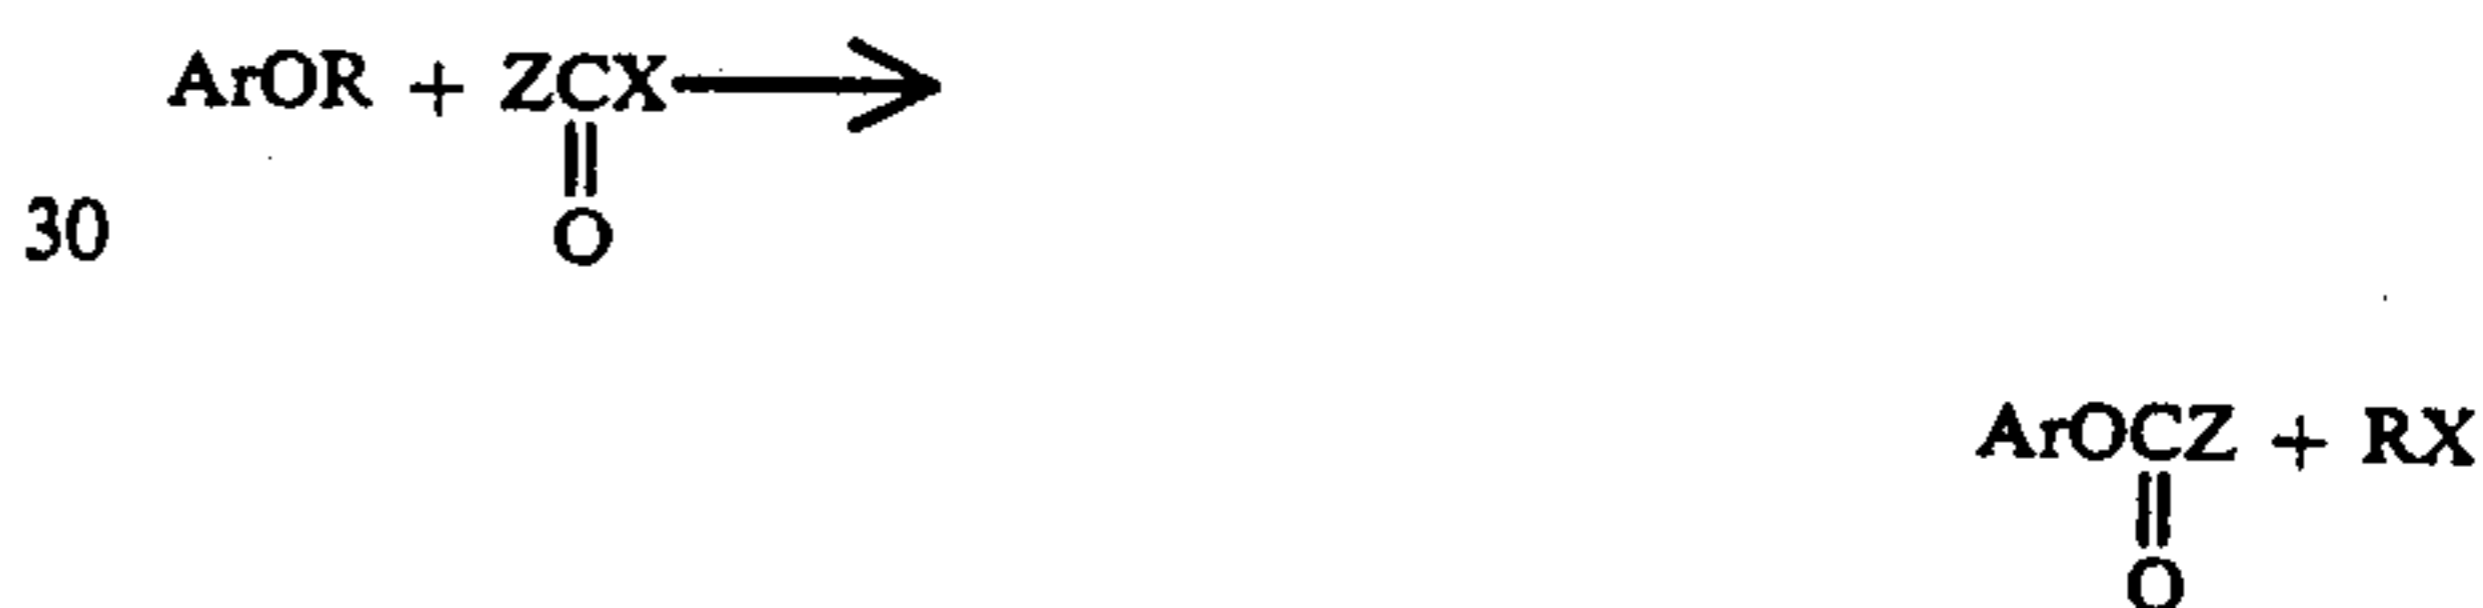 ArOR + ZCX
30
O
ArOCZ + RX
O